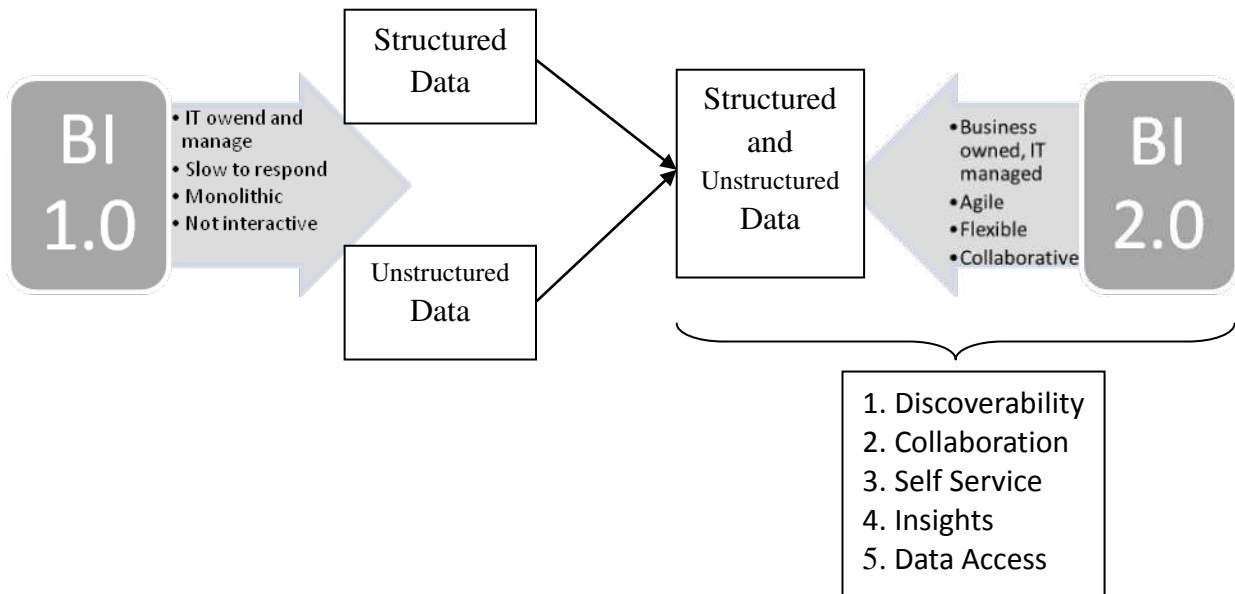 BI
1.0
• IT owend and
manage
• Slow to respond
• Monolithic
• Not interactive
Structured
Data
Unstructured
Data
Structured
and
Unstructured
Data
•Business
owned, IT
managed
•Agile
•Flexible
•Collaborative
BI
2.0
1. Discoverability
2. Collaboration
3. Self Service
4. Insights
5. Data Access